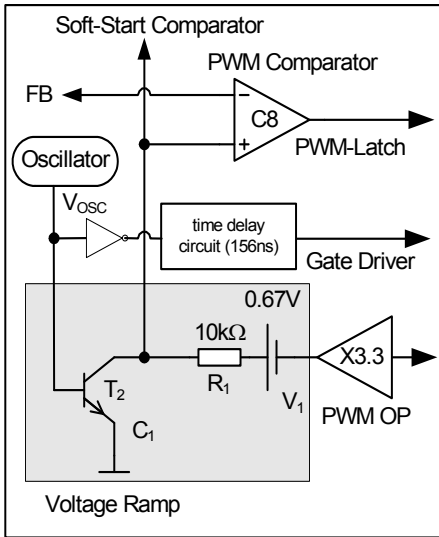 Soft-Start Comparator
PWM Comparator
FB
C8
Oscillator
PWM-Latch
VOSC
time delay
circuit (156ns)
Gate Driver
0.67V
10kΩ
X3.3
T2
R1
V1
C1
PWM OP
Voltage Ramp